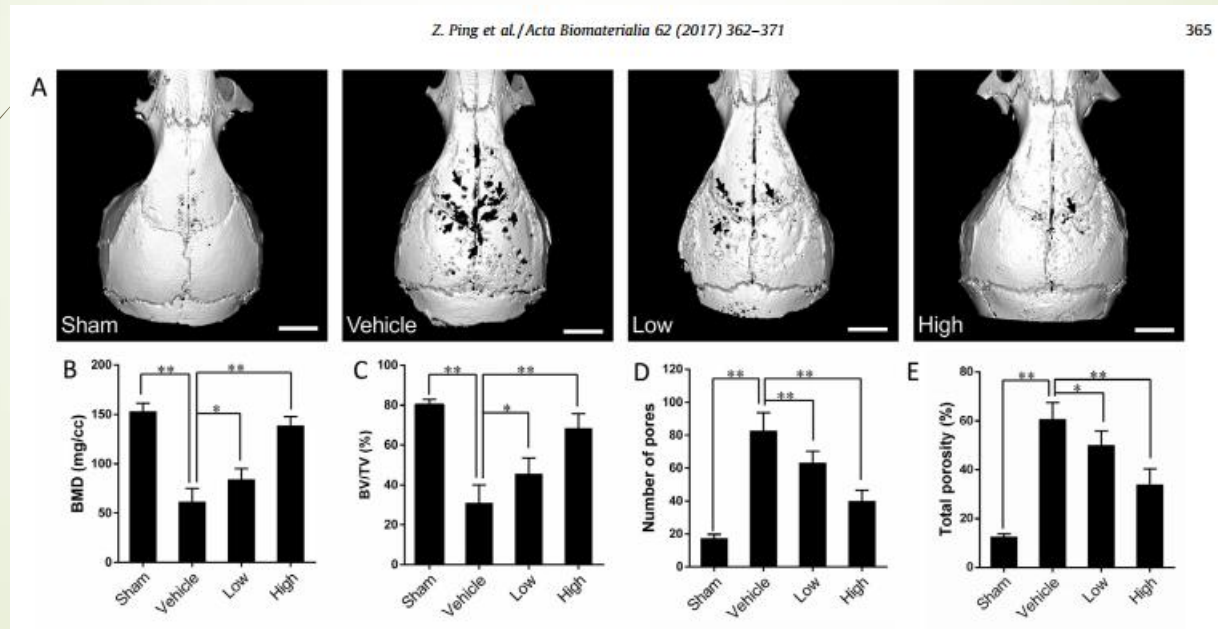 Z. Ping et al./Acta Biomaterialia 62 (2017) 362–371
365
A
Sham
Vehicle
Low
High
B
BMD (mg/cc)
200
150
100
50
0
** **
*
Sham
Vehicle
Low
High
C
BV/TV (%)
100
80
60
40
20
0
** **
*
Sham
Vehicle
Low
High
D
Number of pores
120
100
80
60
40
20
0
** **
**
Sham
Vehicle
Low
High
E
Total porosity (%)
80
60
40
20
0
** **
*
Sham
Vehicle
Low
High